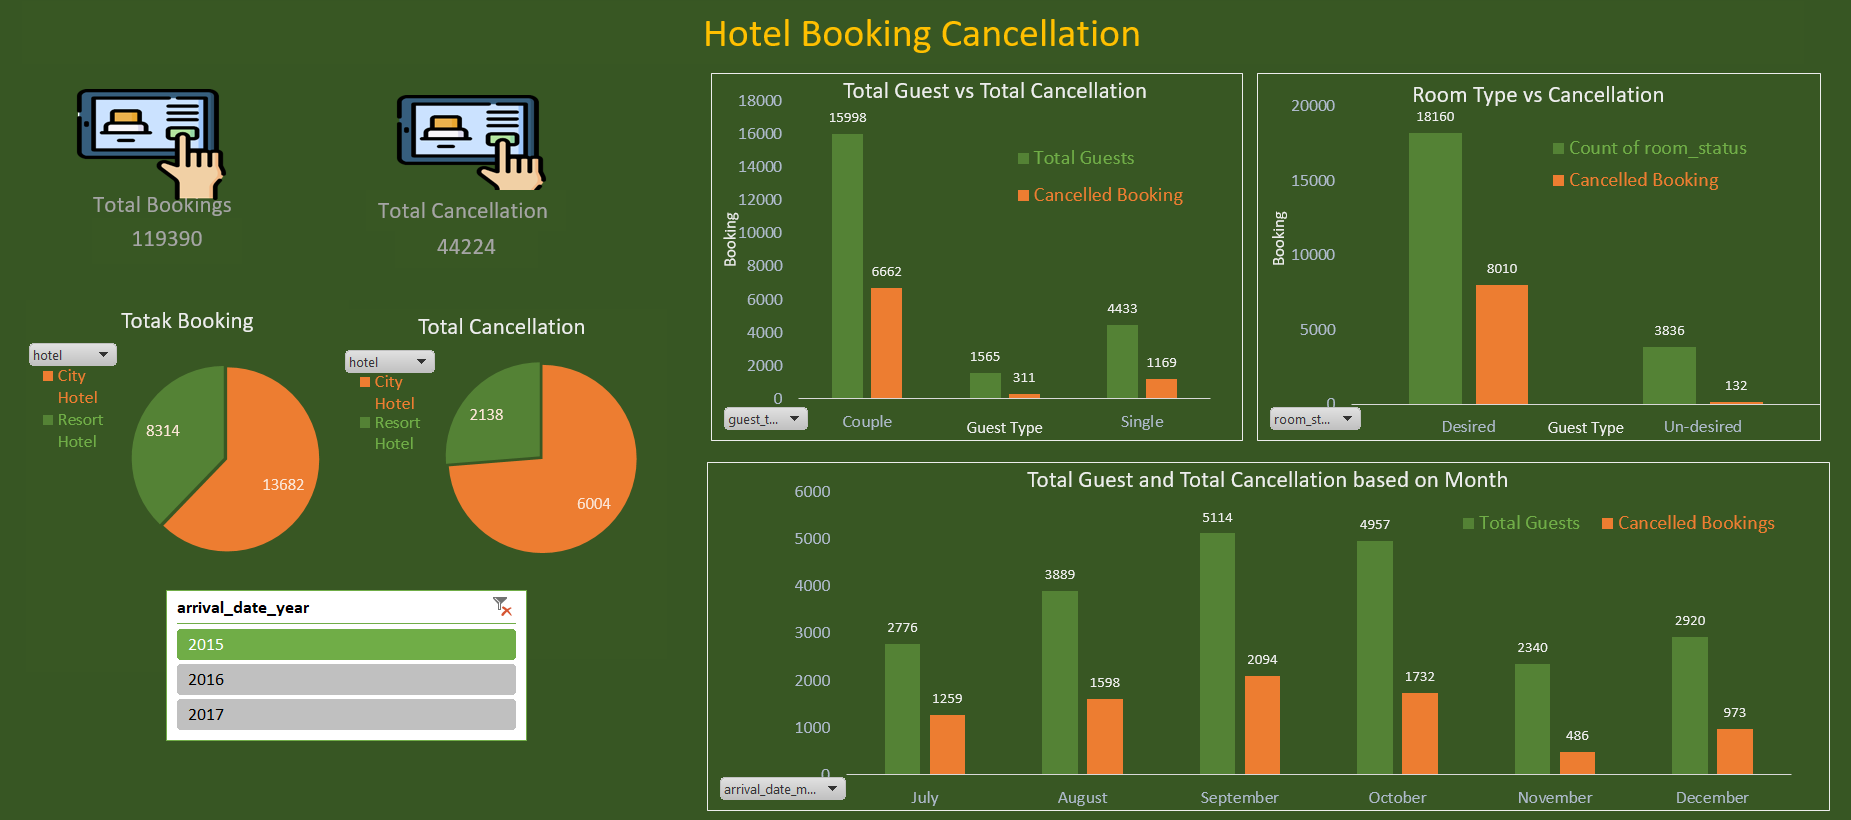 Hotel Booking Cancellation
Total Bookings
119390
Total Cancellation
44224
Totak Booking
hotel
City
Hotel
Resort
Hotel
8314
13682
Total Cancellation
hotel
City
Hotel
Resort
Hotel
2138
6004
arrival_date_year
2015
2016
2017
Total Guest vs Total Cancellation
18000
16000
14000
12000
10000
8000
6000
4000
2000
0
Booking
15998
6662
1565
311
4433
1169
Total Guests
Cancelled Booking
guest_t...
Couple
Single
Guest Type
Room Type vs Cancellation
20000
15000
10000
5000
0
Booking
18160
8010
3836
132
Count of room_status
Cancelled Booking
room_st...
Desired
Un-desired
Guest Type
Total Guest and Total Cancellation based on Month
6000
5000
4000
3000
2000
1000
0
Total Guests
Cancelled Bookings
2776
1259
3889
1598
5114
2094
4957
1732
2340
486
2920
973
arrival_date_m...
July
August
September
October
November
December